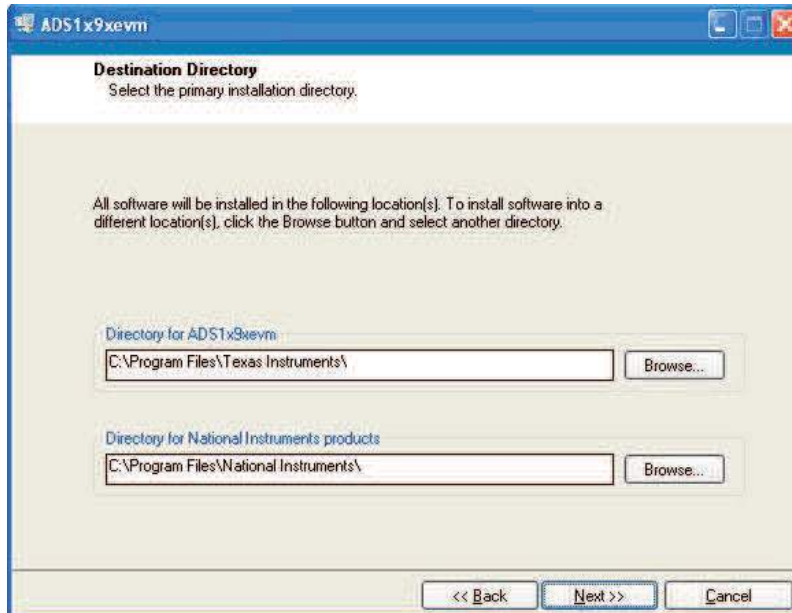 ADS1x9xevm
Destination Directory
Select the primary installation directory.
All software will be installed in the following location(s). To install software into a
different location(s), click the Browse button and select another directory.
Directory for ADS1x9xevm
C:\Program Files\Texas Instruments\
Browse...
Directory for National Instruments products
C:\Program Files\National Instruments\
Browse...
<< Back
Next >>
Cancel